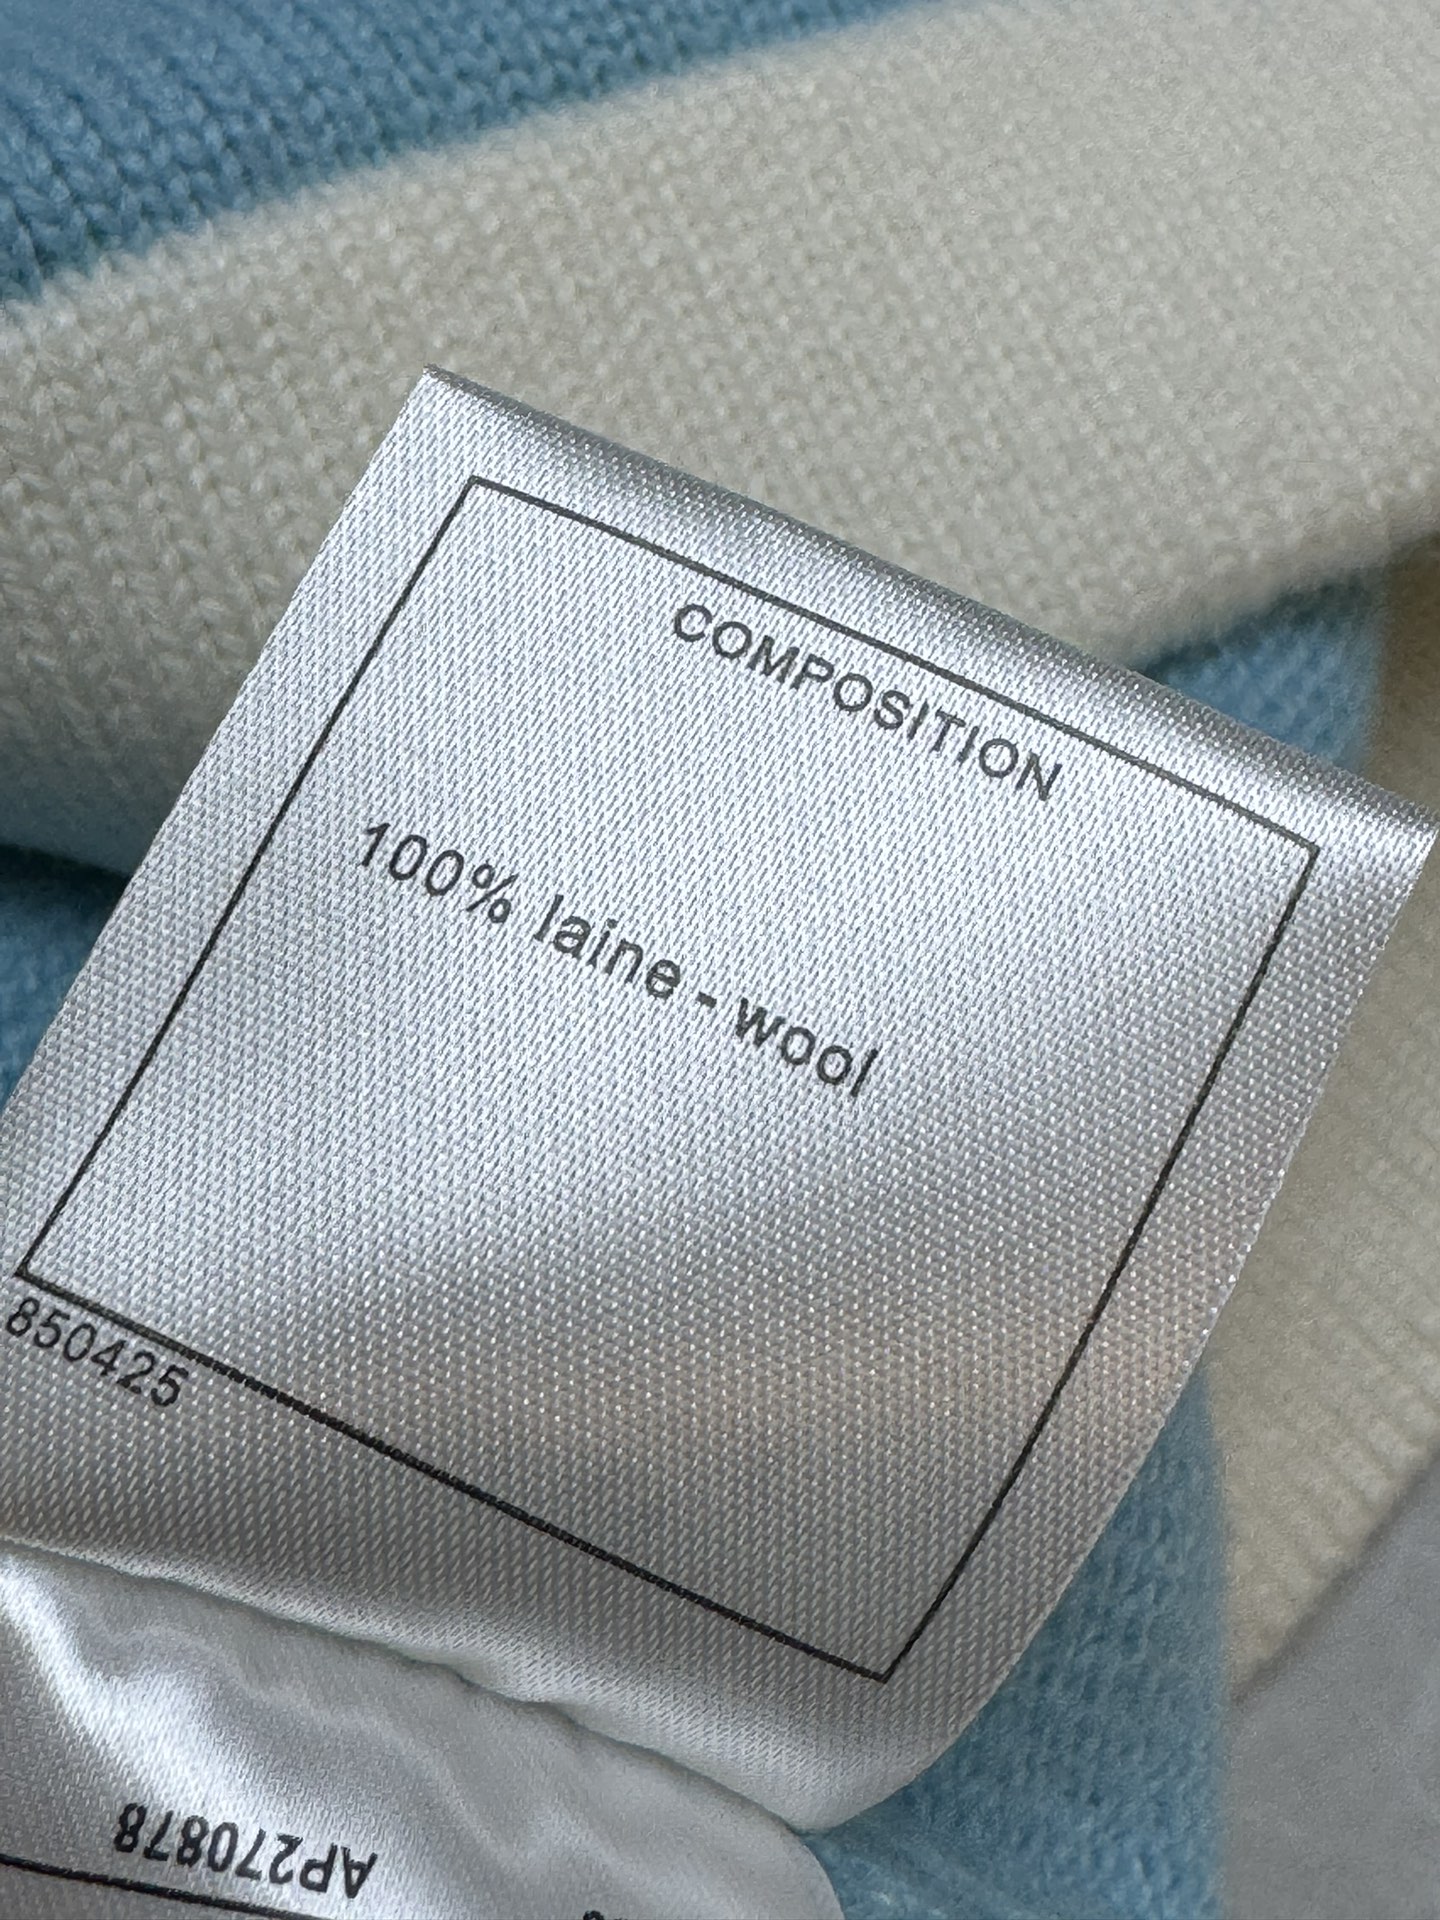 COMPOSITION
100% laine - wool
850425
AP270878